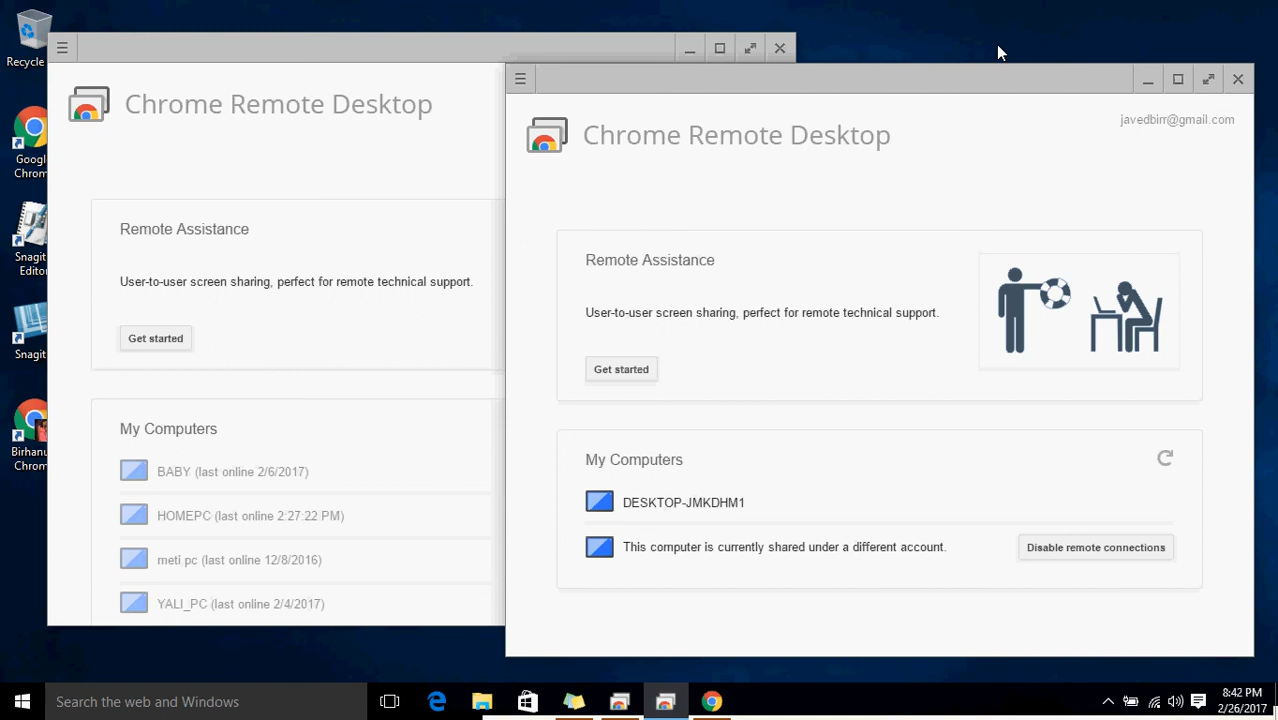 Recycle
Google
Chrom
Snagit
Editor
Snagit
Birhanu
Chrom
Chrome Remote Desktop
Remote Assistance
User-to-user screen sharing, perfect for remote technical support.
Get started
My Computers
BABY (last online 2/6/2017)
HOMEPC (last online 2:27:22 PM)
meti pc (last online 12/8/2016)
YALI_PC (last online 2/4/2017)
Chrome Remote Desktop
javedbirr@gmail.com
Remote Assistance
User-to-user screen sharing, perfect for remote technical support.
Get started
My Computers
DESKTOP-JMKDHM1
This computer is currently shared under a different account.
Disable remote connections
Search the web and Windows
8:42 PM
2/26/2017